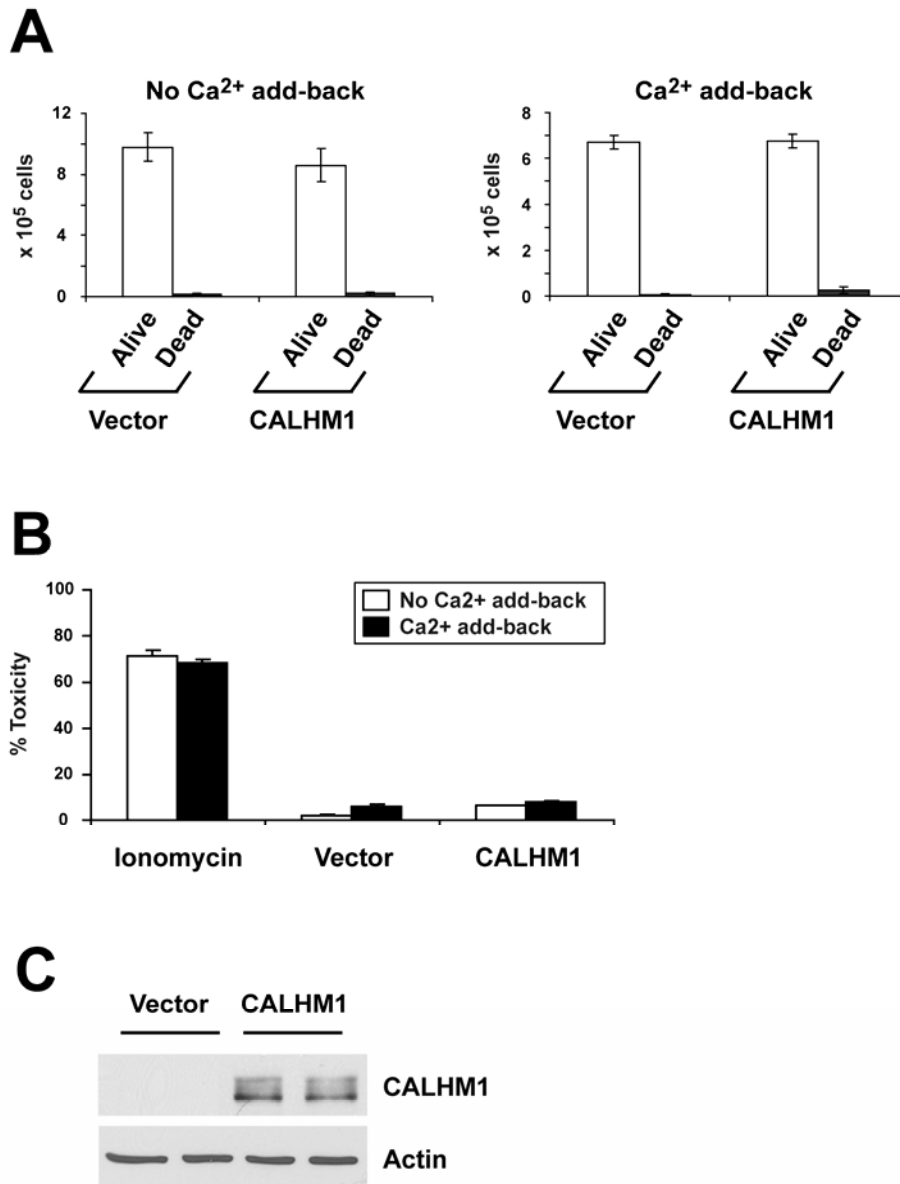 A
No Ca2+ add-back
Ca2+ add-back
12
8
4
0
x 10^5 cells
8
6
4
2
0
x 10^5 cells
Alive Dead Alive Dead
Vector CALHM1
Alive Dead Alive Dead
Vector CALHM1
B
100
80
60
40
20
0
% Toxicity
No Ca2+ add-back
Ca2+ add-back
Ionomycin Vector CALHM1
C
Vector CALHM1
CALHM1
Actin